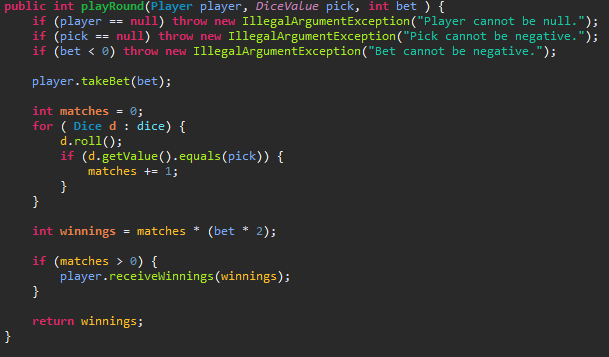 public int playRound(Player player, DiceValue pick, int bet ) {
    if (player == null) throw new IllegalArgumentException("Player cannot be null.");
    if (pick == null) throw new IllegalArgumentException("Pick cannot be negative.");
    if (bet < 0) throw new IllegalArgumentException("Bet cannot be negative.");

    player.takeBet(bet);

    int matches = 0;
    for ( Dice d : dice) {
        d.roll();
        if (d.getValue().equals(pick)) {
            matches += 1;
        }
    }

    int winnings = matches * (bet * 2);

    if (matches > 0) {
        player.receiveWinnings(winnings);
    }

    return winnings;
}